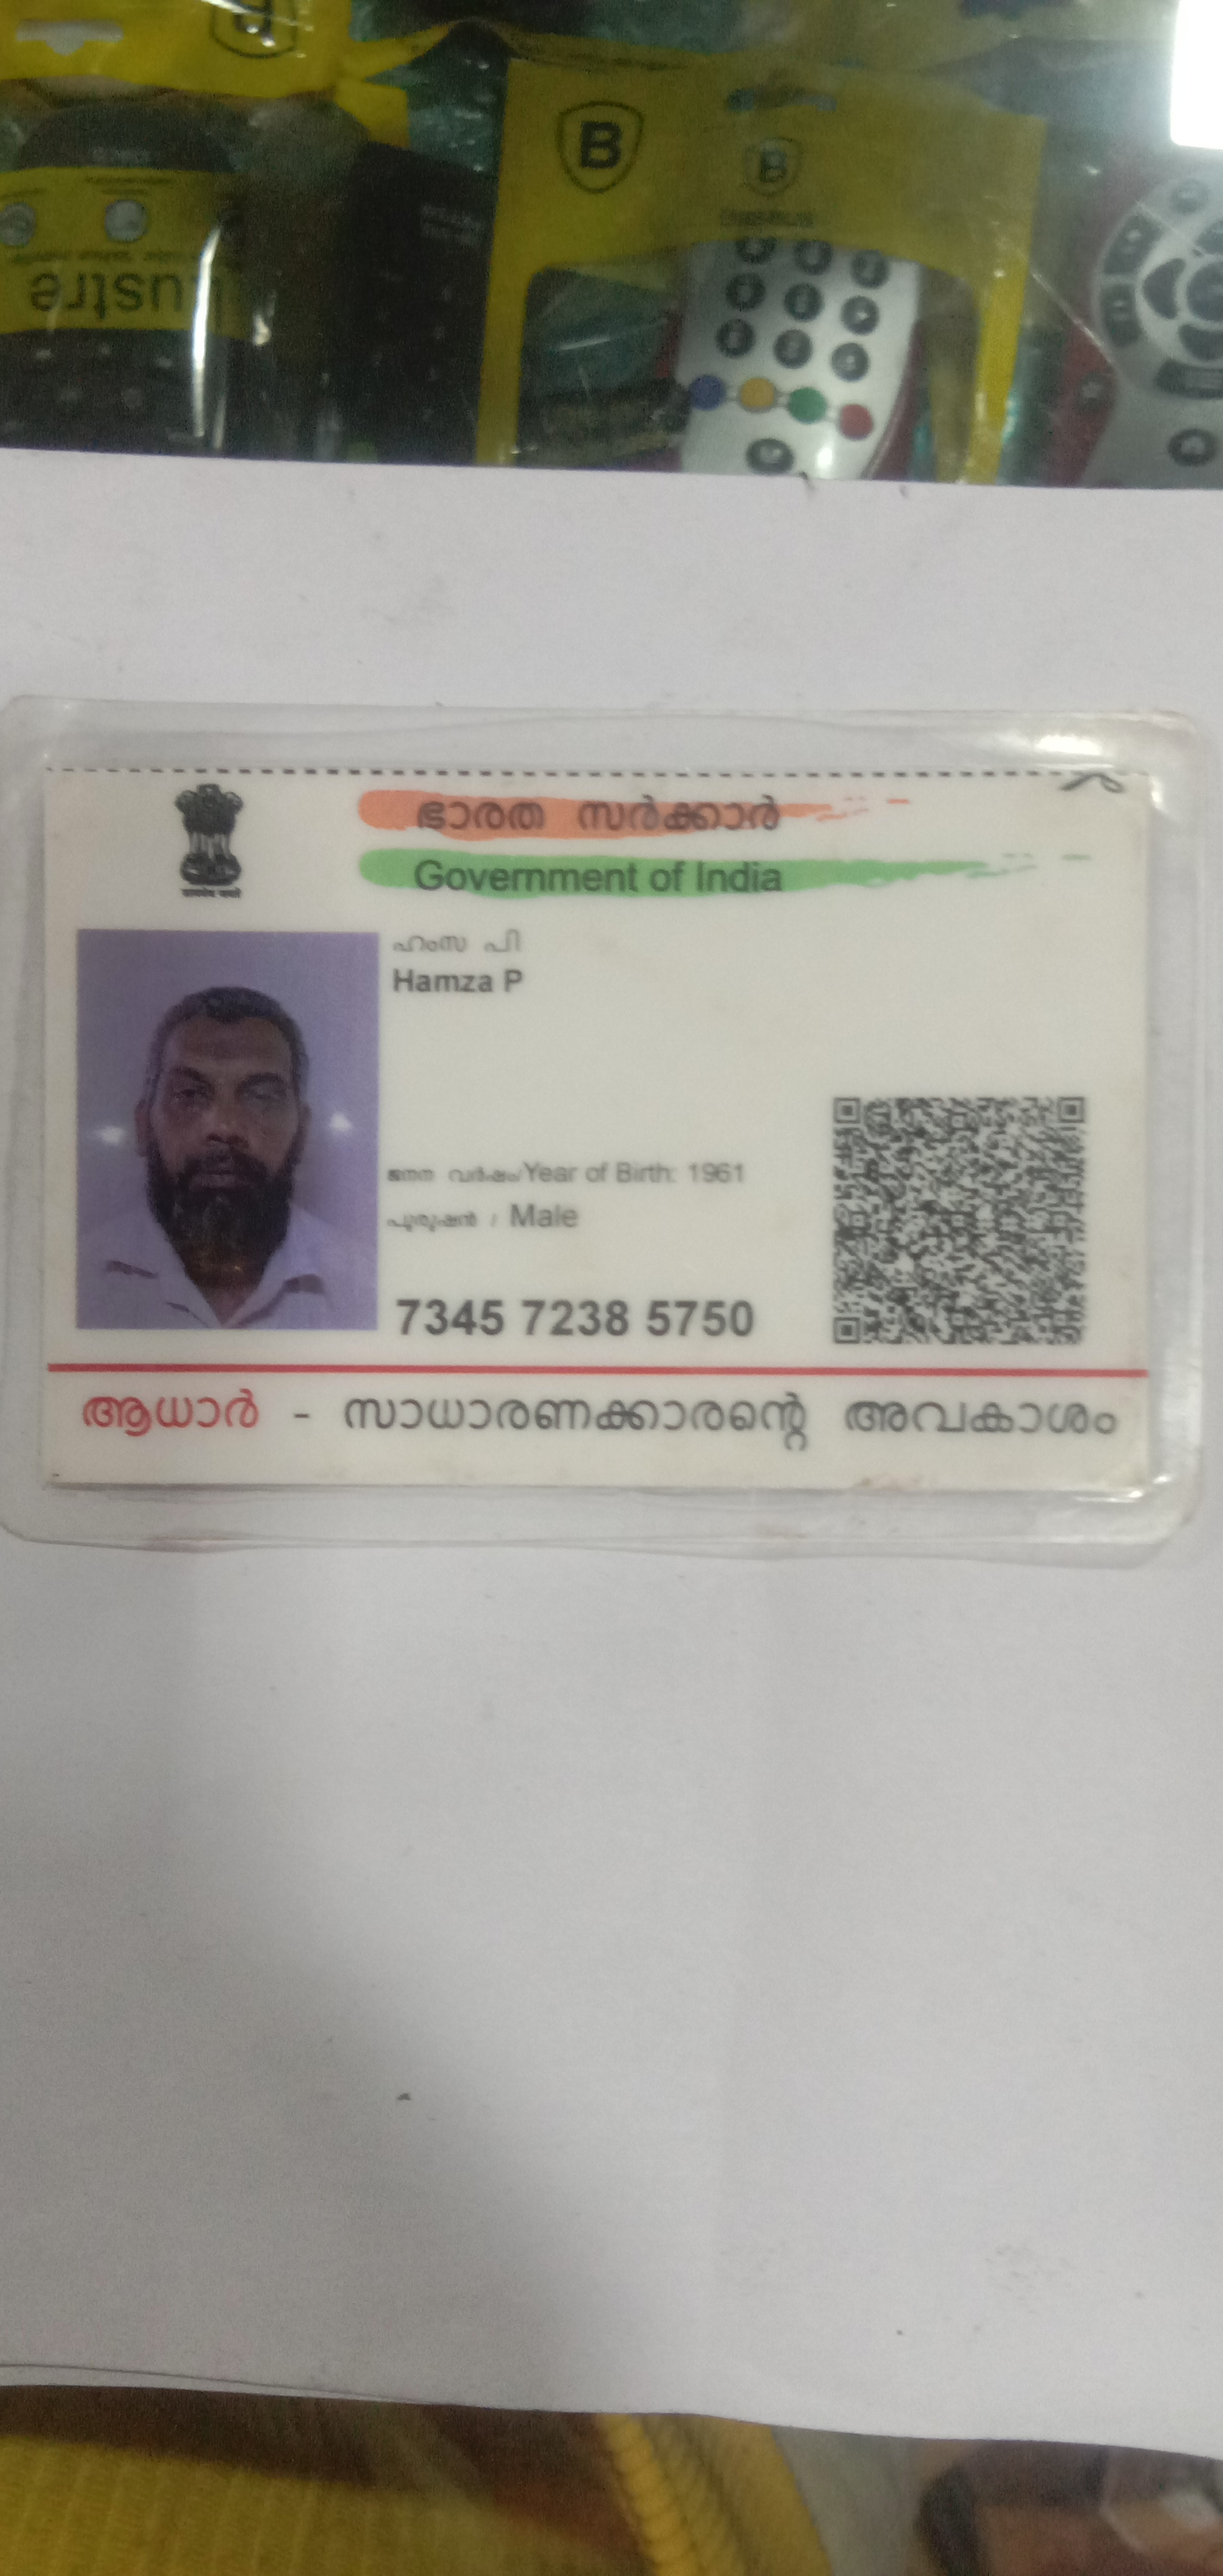 B
B
ustre
ഭാരത സർക്കാർ
Government of India
ഹംസ പി
Hamza P
ജനന വർഷം/Year of Birth: 1961
പുരുഷൻ / Male
7345 7238 5750
ആധാർ - സാധാരണക്കാരന്റെ അവകാശം